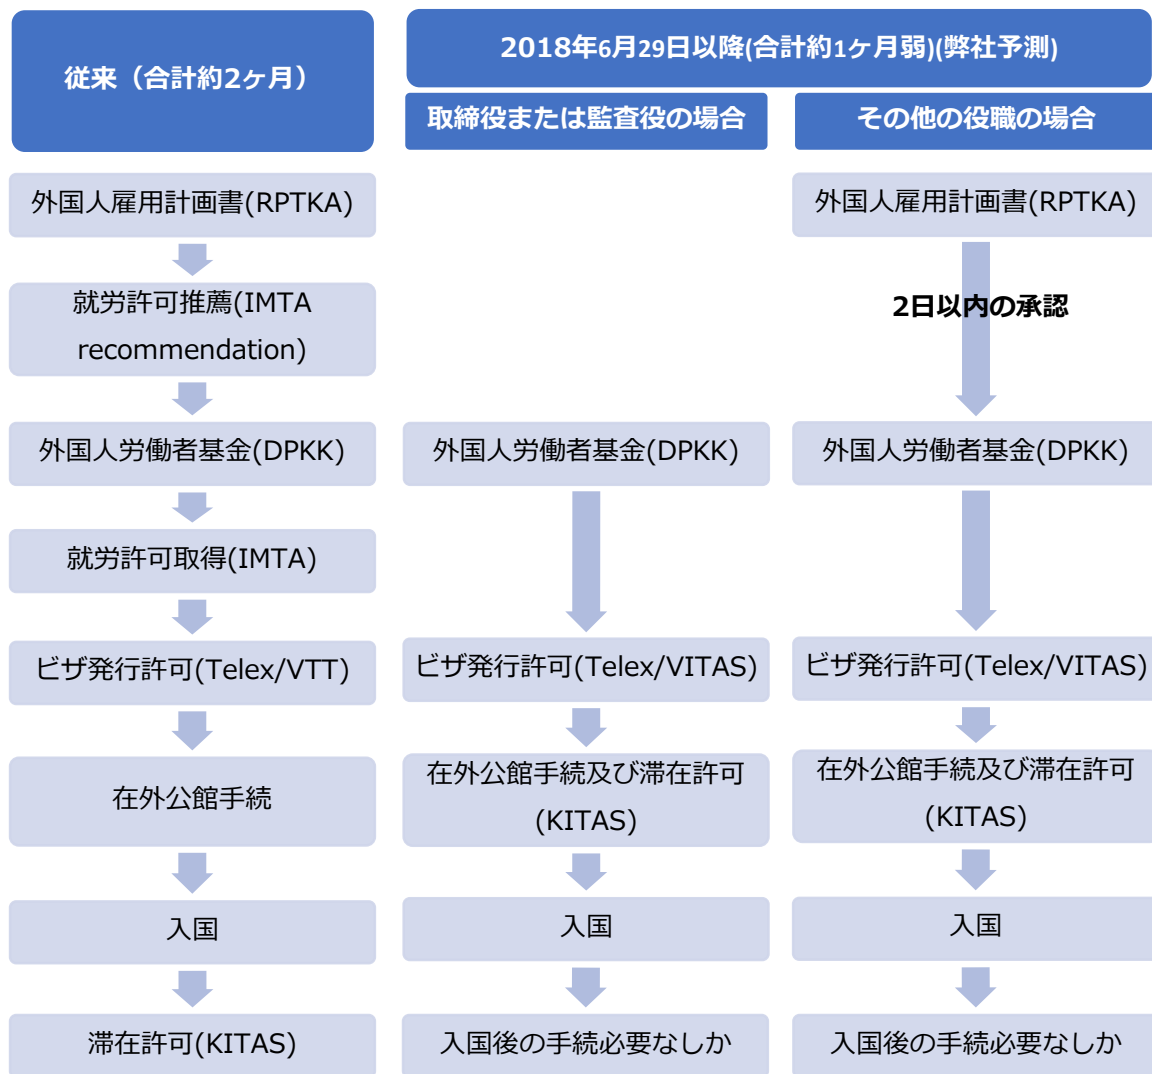 従来（合計約2ヶ月）
外国人雇用計画書(RPTKA)
就労許可推薦(IMTA
recommendation)
外国人労働者基金(DPKK)
就労許可取得(IMTA)
ビザ発行許可(Telex/VTT)
在外公館手続
入国
滞在許可(KITAS)
2018年6月29日以降(合計約1ヶ月弱)(弊社予測)
取締役または監査役の場合
外国人労働者基金(DPKK)
ビザ発行許可(Telex/VITAS)
在外公館手続及び滞在許可
(KITAS)
入国
入国後の手続必要なしか
その他の役職の場合
外国人雇用計画書(RPTKA)
2日以内の承認
外国人労働者基金(DPKK)
ビザ発行許可(Telex/VITAS)
在外公館手続及び滞在許可
(KITAS)
入国
入国後の手続必要なしか